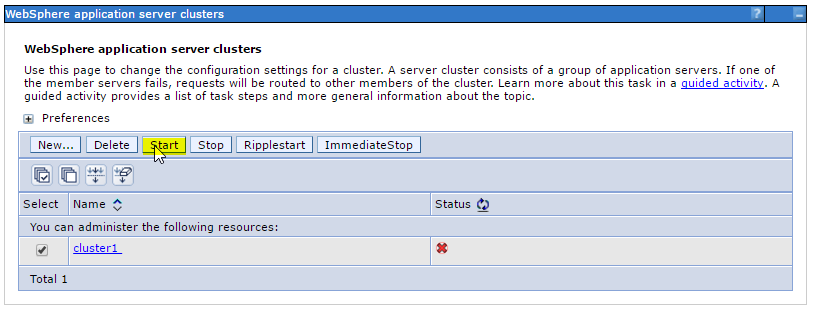 WebSphere application server clusters ? _
WebSphere application server clusters
Use this page to change the configuration settings for a cluster. A server cluster consists of a group of application servers. If one of
the member servers fails, requests will be routed to other members of the cluster. Learn more about this task in a guided activity. A
guided activity provides a list of task steps and more general information about the topic.
Preferences
New... Delete Start Stop Ripplestart ImmediateStop
Select Name Status
You can administer the following resources:
cluster1
Total 1